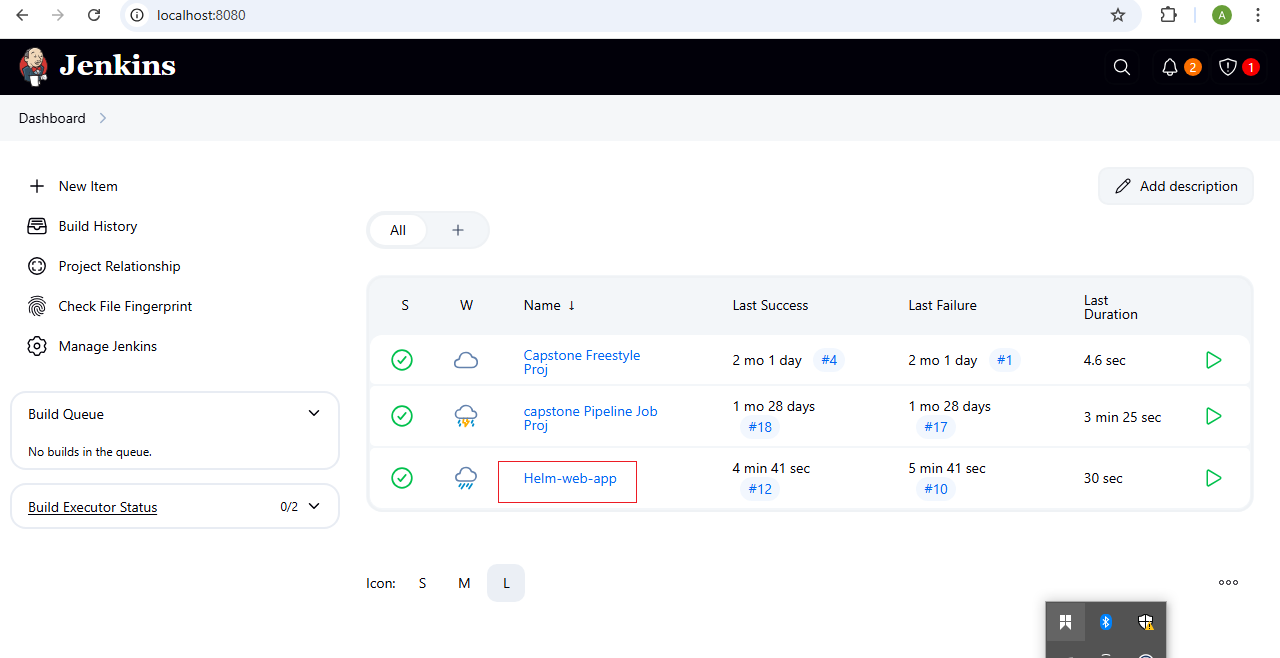 localhost:8080
A
Jenkins
2
1
Dashboard
New Item
Build History
Project Relationship
Check File Fingerprint
Manage Jenkins
Build Queue
No builds in the queue.
Build Executor Status 0/2
Add description
All +
S W Name ↓ Last Success Last Failure Last
Duration
Capstone Freestyle
Proj
2 mo 1 day #4 2 mo 1 day #1 4.6 sec
capstone Pipeline Job
Proj
1 mo 28 days
#18
1 mo 28 days
#17
3 min 25 sec
Helm-web-app
4 min 41 sec
#12
5 min 41 sec
#10
30 sec
Icon: S M L